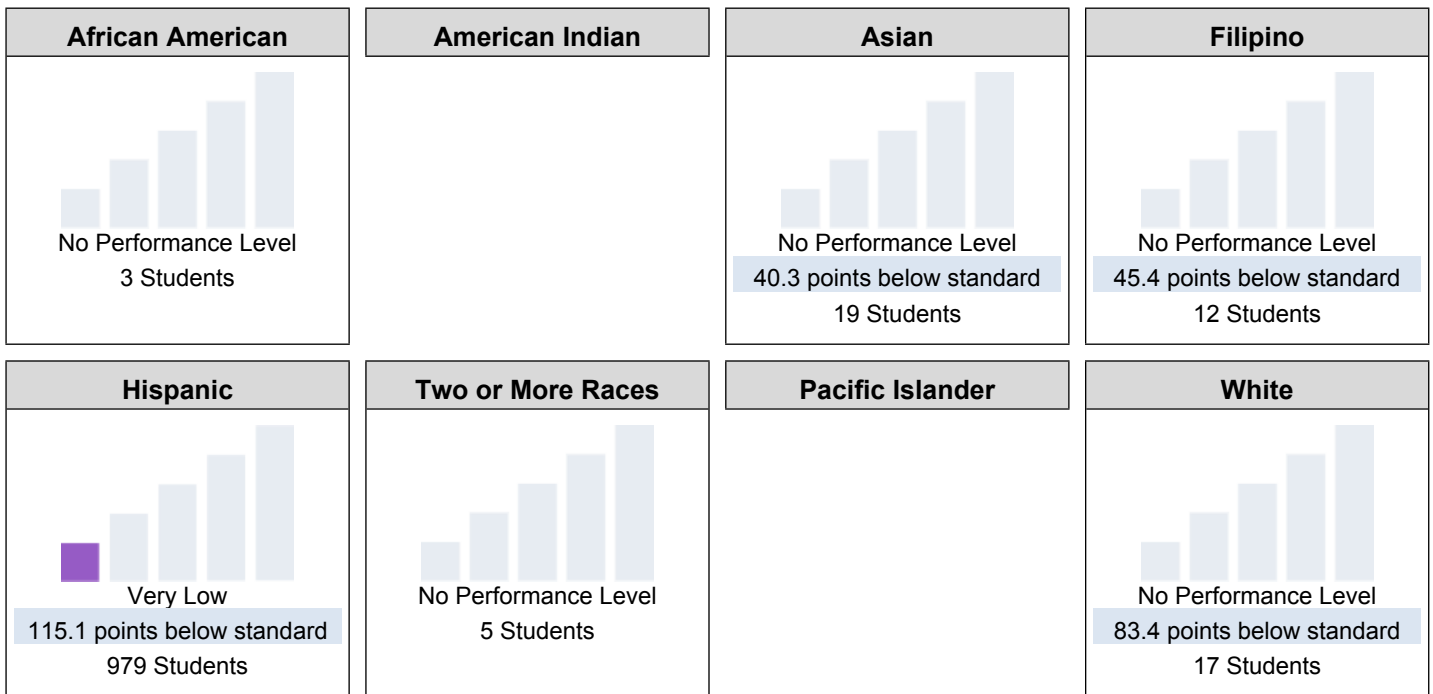 African American
No Performance Level
3 Students
American Indian
Asian
No Performance Level
40.3 points below standard
19 Students
Filipino
No Performance Level
45.4 points below standard
12 Students
Hispanic
Very Low
115.1 points below standard
979 Students
Two or More Races
No Performance Level
5 Students
Pacific Islander
White
No Performance Level
83.4 points below standard
17 Students